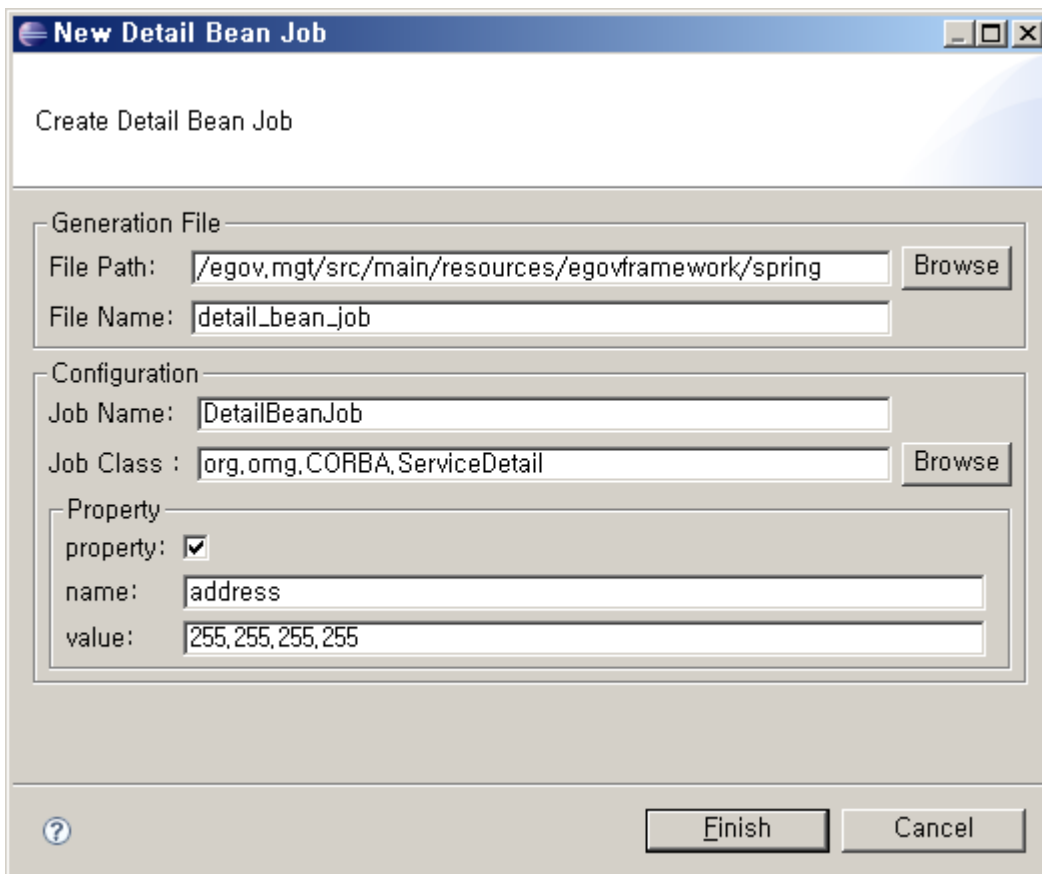 New Detail Bean Job
Create Detail Bean Job
Generation File
File Path: /egov.mgt/src/main/resources/egovframework/spring Browse
File Name: detail_bean_job
Configuration
Job Name: DetailBeanJob
Job Class : org.omg.CORBA.ServiceDetail Browse
Property
property:
name: address
value: 255.255.255.255
? Finish Cancel